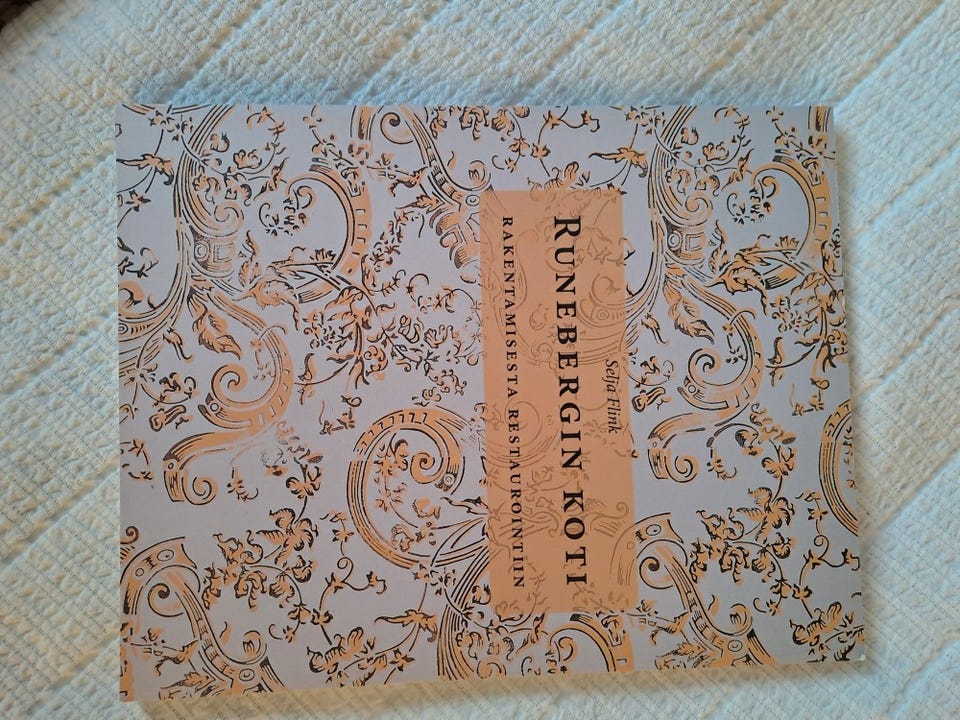 Selja Flink
RUNEBERGIN KOTI
RAKENTAMISESTA RESTAUROINTIIN